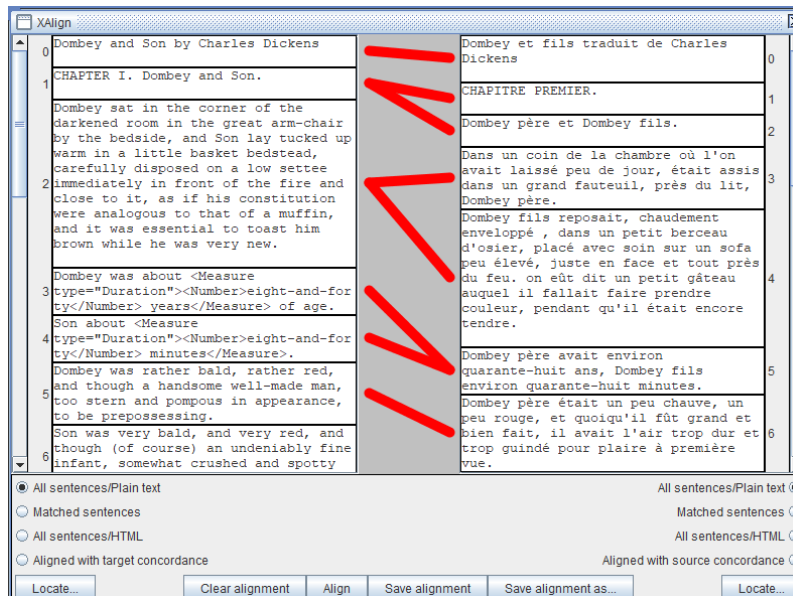 XAlign
0
Dombey and Son by Charles Dickens
1
CHAPTER I. Dombey and Son.
2
Dombey sat in the corner of the
darkened room in the great arm-chair
by the bedside, and Son lay tucked up
warm in a little basket bedstead,
carefully disposed on a low settee
immediately in front of the fire and
close to it, as if his constitution
were analogous to that of a muffin,
and it was essential to toast him
brown while he was very new.
3
Dombey was about <Measure
type="Duration"><Number>eight-and-for
ty</Number> years</Measure> of age.
4
Son about <Measure
type="Duration"><Number>eight-and-for
ty</Number> minutes</Measure>.
5
Dombey was rather bald, rather red,
and though a handsome well-made man,
too stern and pompous in appearance,
to be prepossessing.
6
Son was very bald, and very red, and
though (of course) an undeniably fine
infant, somewhat crushed and spotty
Dombey et fils traduit de Charles
Dickens
0
CHAPITRE PREMIER.
1
Dombey père et Dombey fils.
2
Dans un coin de la chambre où l'on
avait laissé peu de jour, était assis
dans un grand fauteuil, près du lit,
Dombey père.
3
Dombey fils reposait, chaudement
enveloppé , dans un petit berceau
d'osier, placé avec soin sur un sofa
peu élevé, juste en face et tout près
du feu. on eût dit un petit gâteau
auquel il fallait faire prendre
couleur, pendant qu'il était encore
tendre.
4
Dombey père avait environ
quarante-huit ans, Dombey fils
environ quarante-huit minutes.
5
Dombey père était un peu chauve, un
peu rouge, et quoiqu'il fût grand et
bien fait, il avait l'air trop dur et
trop guindé pour plaire à première
vue.
6
All sentences/Plain text
Matched sentences
All sentences/HTML
Aligned with target concordance
All sentences/Plain text
Matched sentences
All sentences/HTML
Aligned with source concordance
Locate... Clear alignment Align Save alignment Save alignment as... Locate...